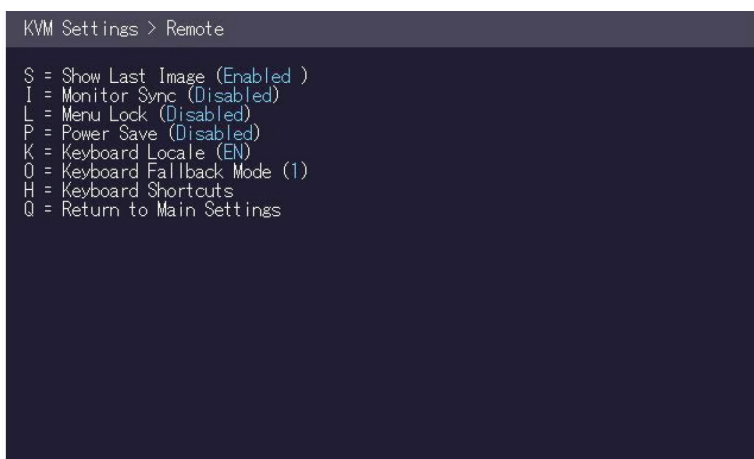 KVM Settings > Remote
S = Show Last Image (Enabled )
I = Monitor Sync (Disabled)
L = Menu Lock (Disabled)
P = Power Save (Disabled)
K = Keyboard Locale (EN)
O = Keyboard Fallback Mode (1)
H = Keyboard Shortcuts
Q = Return to Main Settings